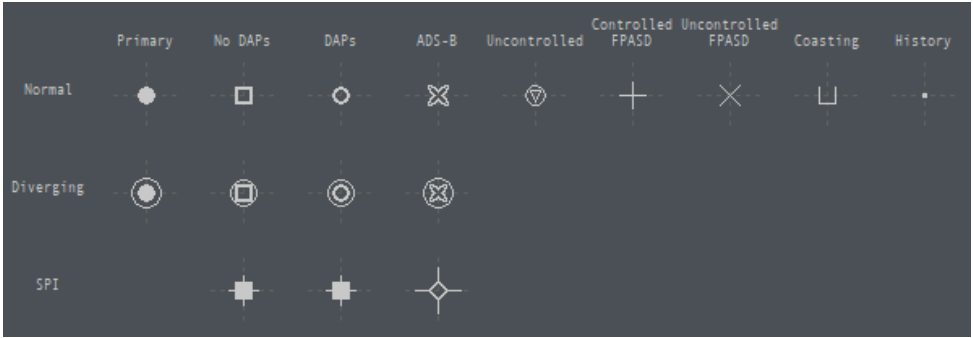 Controlled Uncontrolled
Primary No DAPs DAPs ADS-B Uncontrolled FPASD FPASD Coasting History
Normal
Diverging
SPI